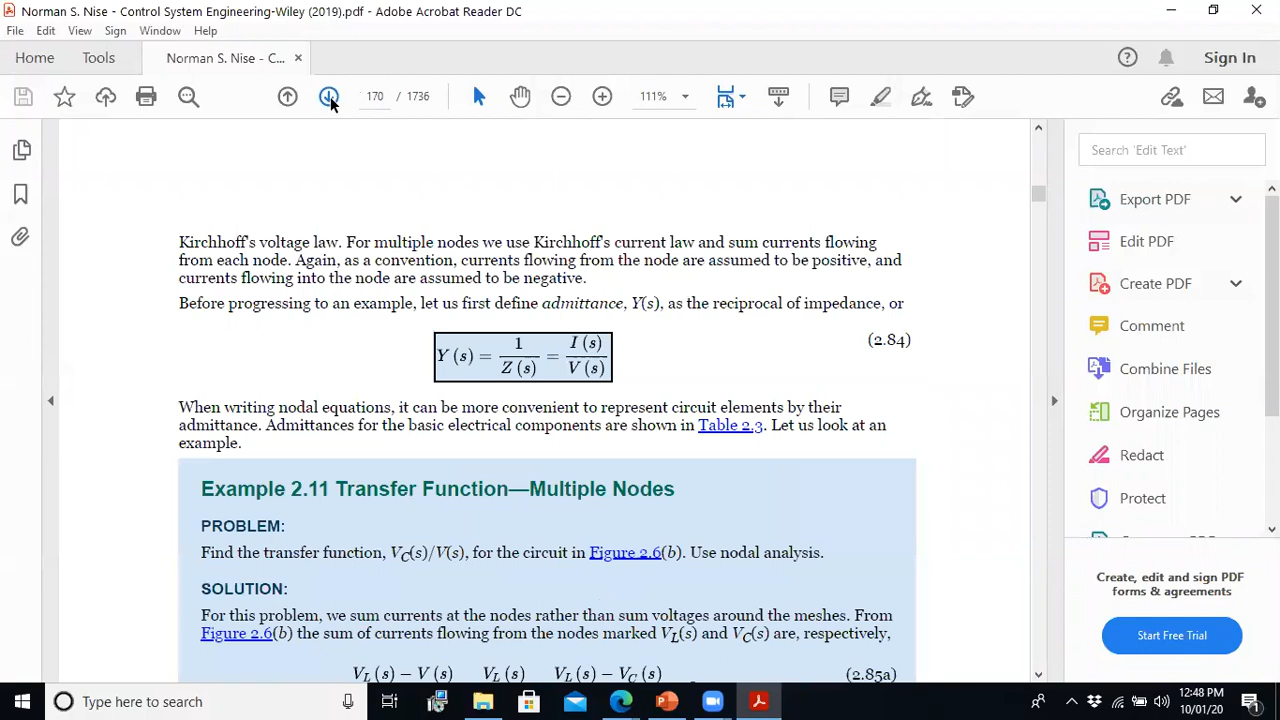 Norman S. Nise - Control System Engineering-Wiley (2019).pdf - Adobe Acrobat Reader DC
File Edit View Sign Window Help
Home Tools Norman S. Nise - C... × Sign In
170 / 1736 111%
Kirchhoff's voltage law. For multiple nodes we use Kirchhoff's current law and sum currents flowing
from each node. Again, as a convention, currents flowing from the node are assumed to be positive, and
currents flowing into the node are assumed to be negative.
Before progressing to an example, let us first define admittance, Y(s), as the reciprocal of impedance, or
Y (s) = 1 / Z (s) = I (s) / V (s) (2.84)
When writing nodal equations, it can be more convenient to represent circuit elements by their
admittance. Admittances for the basic electrical components are shown in Table 2.3. Let us look at an
example.
Example 2.11 Transfer Function—Multiple Nodes
PROBLEM:
Find the transfer function, VC(s)/V(s), for the circuit in Figure 2.6(b). Use nodal analysis.
SOLUTION:
For this problem, we sum currents at the nodes rather than sum voltages around the meshes. From
Figure 2.6(b) the sum of currents flowing from the nodes marked VL(s) and VC(s) are, respectively,
VL (s) − V (s) VL (s) VL (s) − VC (s) (2.85a)
Search 'Edit Text'
Export PDF
Edit PDF
Create PDF
Comment
Combine Files
Organize Pages
Redact
Protect
Create, edit and sign PDF
forms & agreements
Start Free Trial
Type here to search
12:48 PM
10/01/20
1